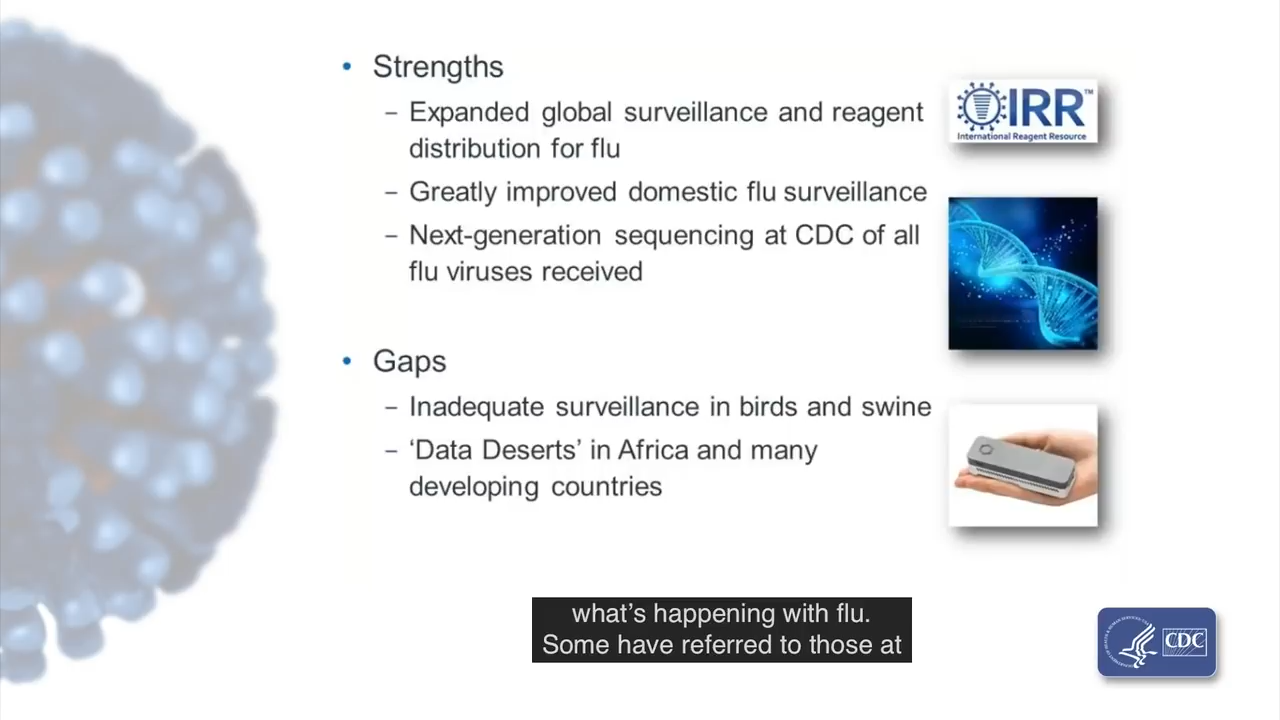 • Strengths
– Expanded global surveillance and reagent
distribution for flu
– Greatly improved domestic flu surveillance
– Next-generation sequencing at CDC of all
flu viruses received
• Gaps
– Inadequate surveillance in birds and swine
– ‘Data Deserts’ in Africa and many
developing countries
IRR™
International Reagent Resource
what’s happening with flu.
Some have referred to those at
CDC